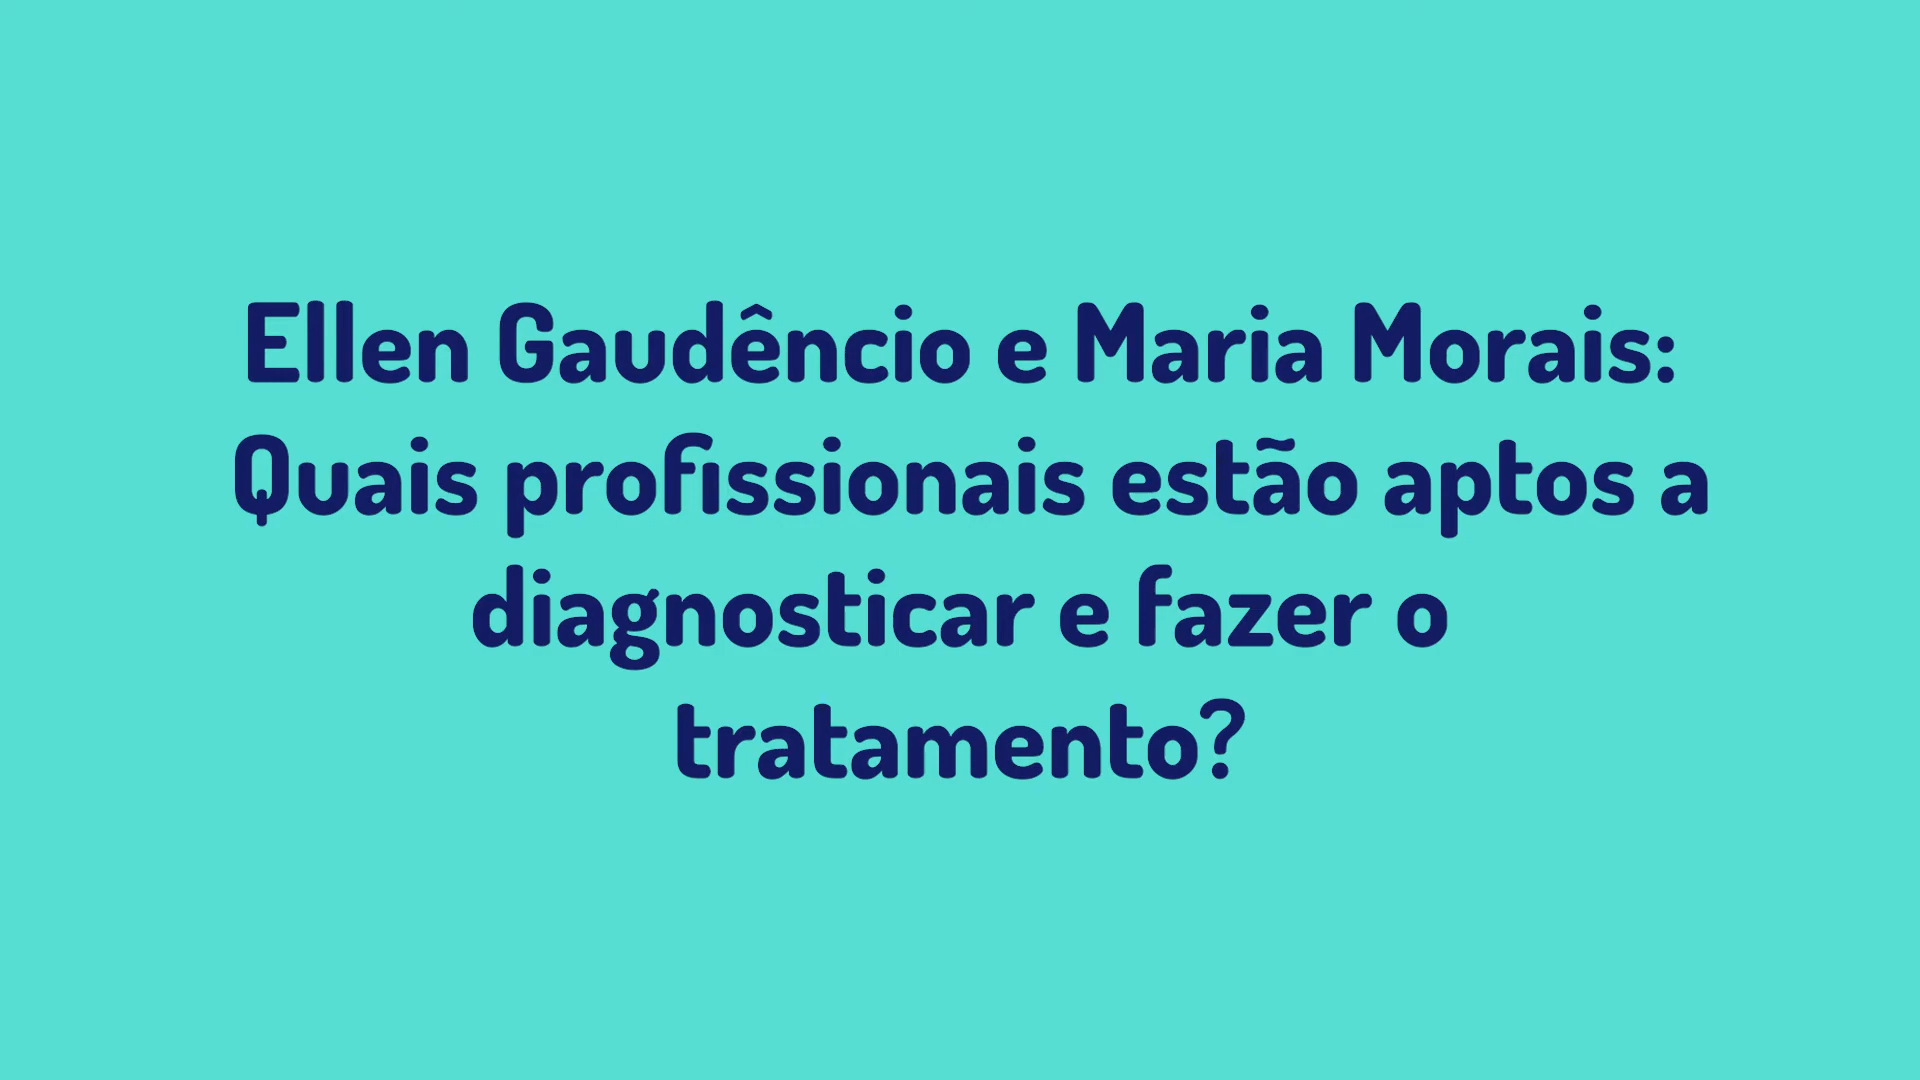 Ellen Gaudêncio e Maria Morais:
Quais profissionais estão aptos a
diagnosticar e fazer o
tratamento?